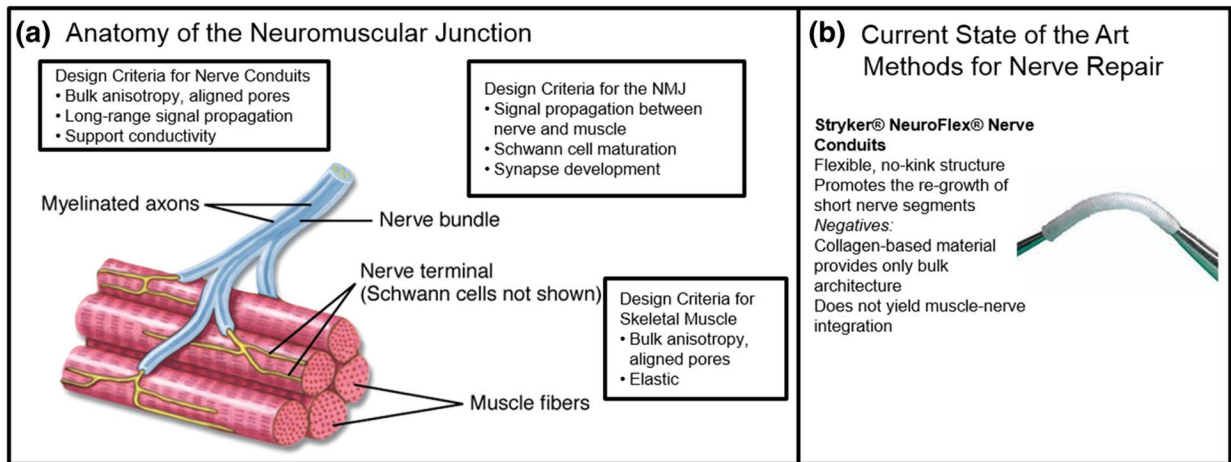 (a) Anatomy of the Neuromuscular Junction
Design Criteria for Nerve Conduits
• Bulk anisotropy, aligned pores
• Long-range signal propagation
• Support conductivity
Design Criteria for the NMJ
• Signal propagation between
nerve and muscle
• Schwann cell maturation
• Synapse development
Myelinated axons
Nerve bundle
Nerve terminal
(Schwann cells not shown)
Design Criteria for
Skeletal Muscle
• Bulk anisotropy,
aligned pores
• Elastic
Muscle fibers
(b) Current State of the Art
Methods for Nerve Repair
Stryker® NeuroFlex® Nerve
Conduits
Flexible, no-kink structure
Promotes the re-growth of
short nerve segments
Negatives:
Collagen-based material
provides only bulk
architecture
Does not yield muscle-nerve
integration